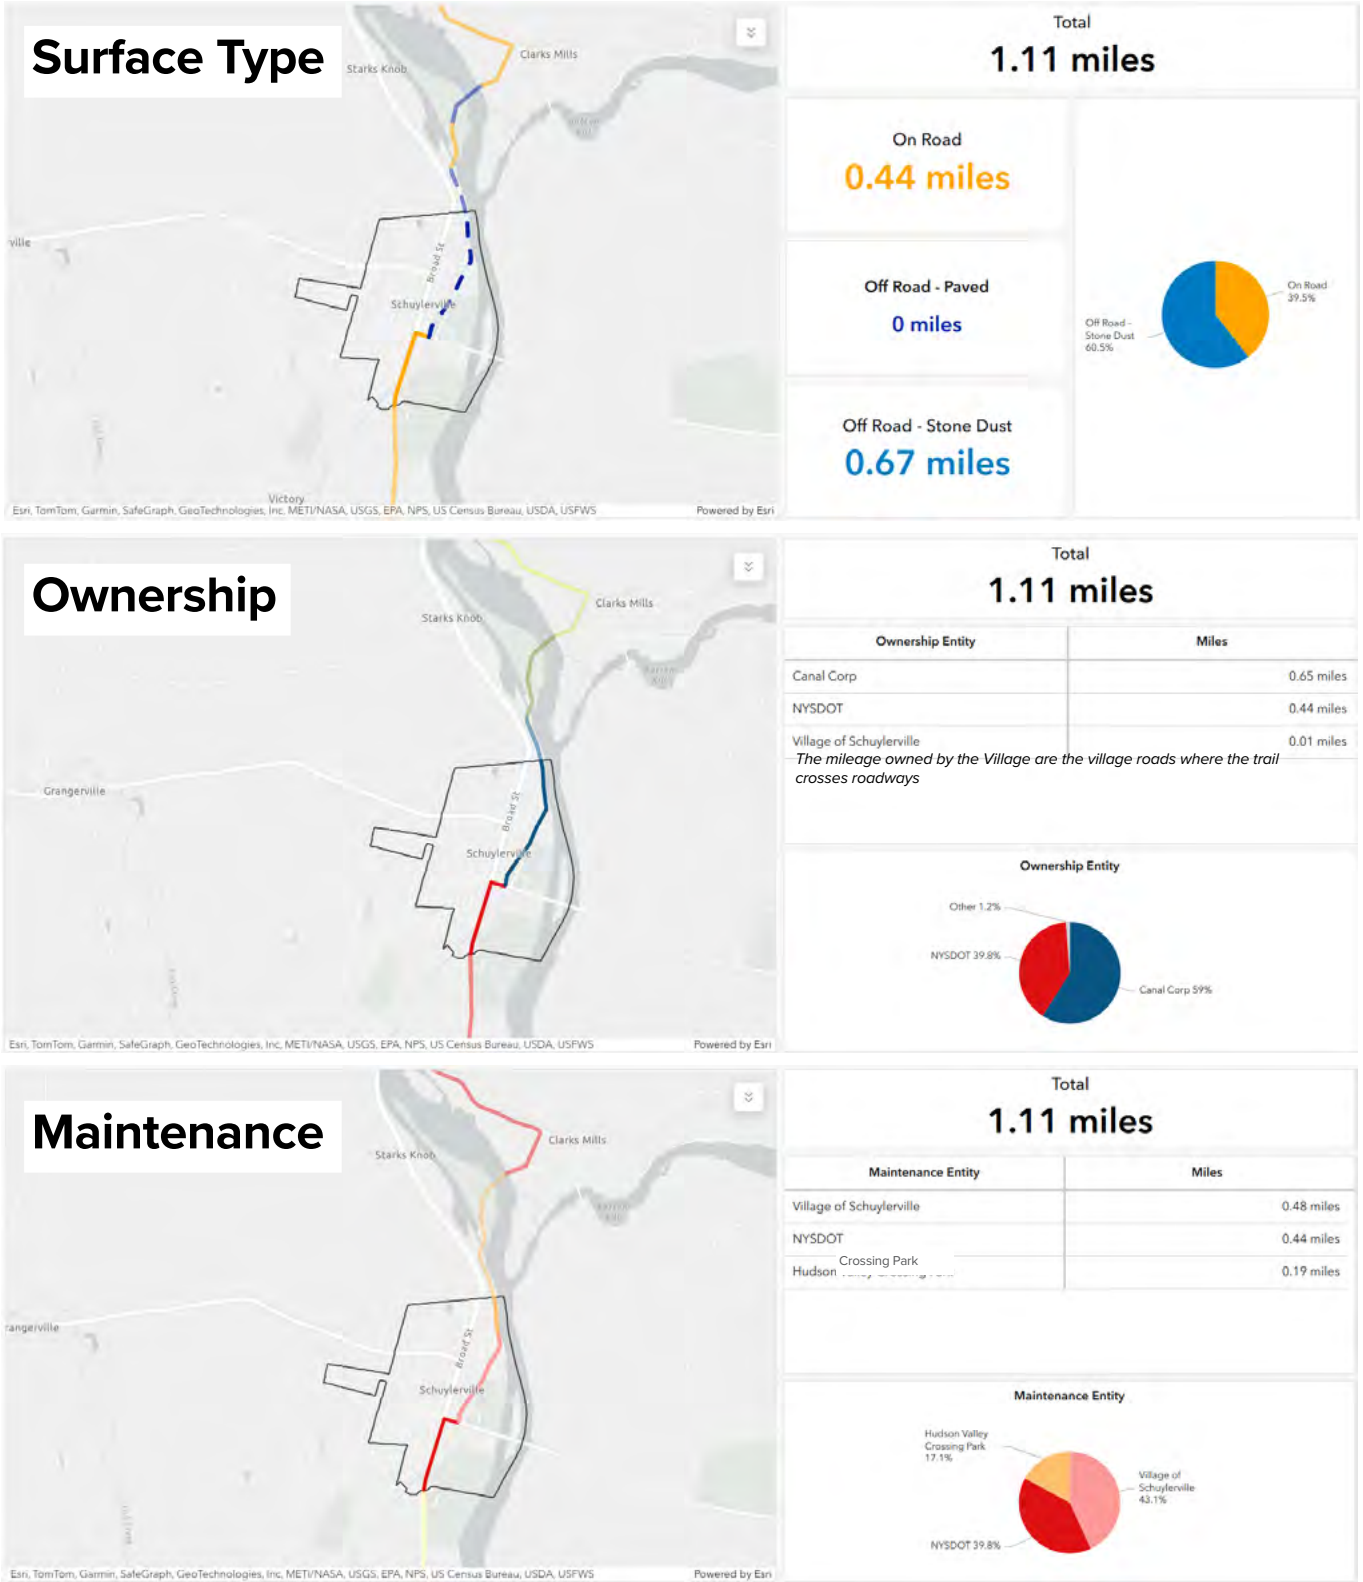 Surface Type
Starks Knob
Clarks Mills
ville
Broad St
Schuylerville
Victory
Esri, TomTom, Garmin, SafeGraph, GeoTechnologies, Inc, METI/NASA, USGS, EPA, NPS, US Census Bureau, USDA, USFWS
Powered by Esri
Total
1.11 miles
On Road
0.44 miles
Off Road - Paved
0 miles
Off Road - Stone Dust
0.67 miles
On Road
39.5%
Off Road -
Stone Dust
60.5%
Ownership
Starks Knob
Clarks Mills
Grangerville
Broad St
Schuylerville
Esri, TomTom, Garmin, SafeGraph, GeoTechnologies, Inc, METI/NASA, USGS, EPA, NPS, US Census Bureau, USDA, USFWS
Powered by Esri
Total
1.11 miles
Ownership Entity Miles
Canal Corp 0.65 miles
NYSDOT 0.44 miles
Village of Schuylerville 0.01 miles
The mileage owned by the Village are the village roads where the trail
crosses roadways
Ownership Entity
Other 1.2%
NYSDOT 39.8%
Canal Corp 59%
Maintenance
Starks Knob
Clarks Mills
rangerville
Broad St
Schuylerville
Esri, TomTom, Garmin, SafeGraph, GeoTechnologies, Inc, METI/NASA, USGS, EPA, NPS, US Census Bureau, USDA, USFWS
Powered by Esri
Total
1.11 miles
Maintenance Entity Miles
Village of Schuylerville 0.48 miles
NYSDOT 0.44 miles
Crossing Park
Hudson 0.19 miles
Maintenance Entity
Hudson Valley
Crossing Park
17.1%
Village of
Schuylerville
43.1%
NYSDOT 39.8%